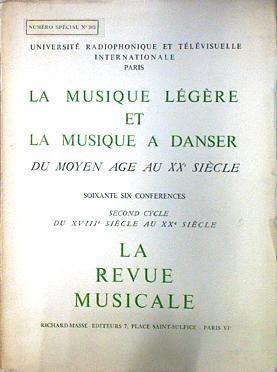 NUMÉRO SPÉCIAL Nº 262
UNIVERSITÉ RADIOPHONIQUE ET TÉLÉVISUELLE
INTERNATIONALE
PARIS
LA MUSIQUE LÉGÈRE
ET
LA MUSIQUE A DANSER
DU MOYEN AGE AU XXe SIÈCLE
SOIXANTE SIX CONFERENCES
SECOND CYCLE
DU XVIIIe SIÈCLE AU XXe SIÈCLE
LA
REVUE
MUSICALE
RICHARD-MASSE - EDITEURS 7, PLACE SAINT-SULPICE - PARIS VIe